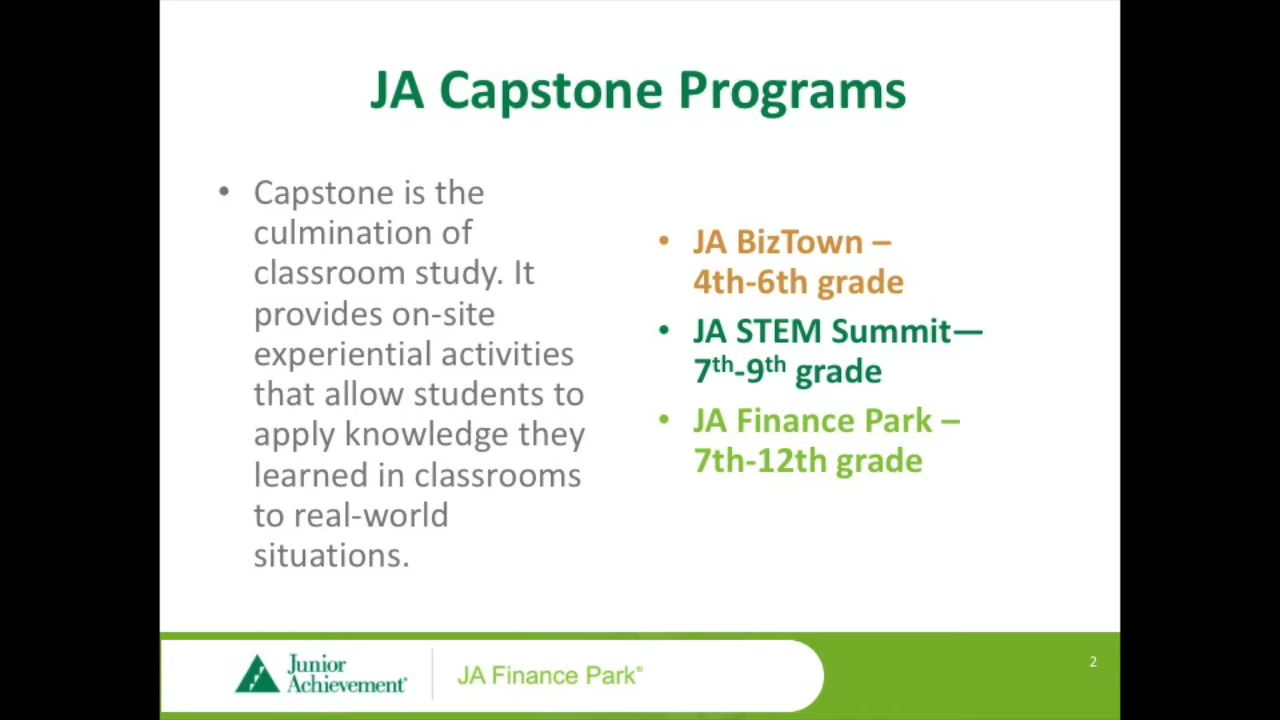 JA Capstone Programs
• Capstone is the
culmination of
classroom study. It
provides on-site
experiential activities
that allow students to
apply knowledge they
learned in classrooms
to real-world
situations.
• JA BizTown –
4th-6th grade
• JA STEM Summit—
7th-9th grade
• JA Finance Park –
7th-12th grade
Junior
Achievement®
JA Finance Park®
2